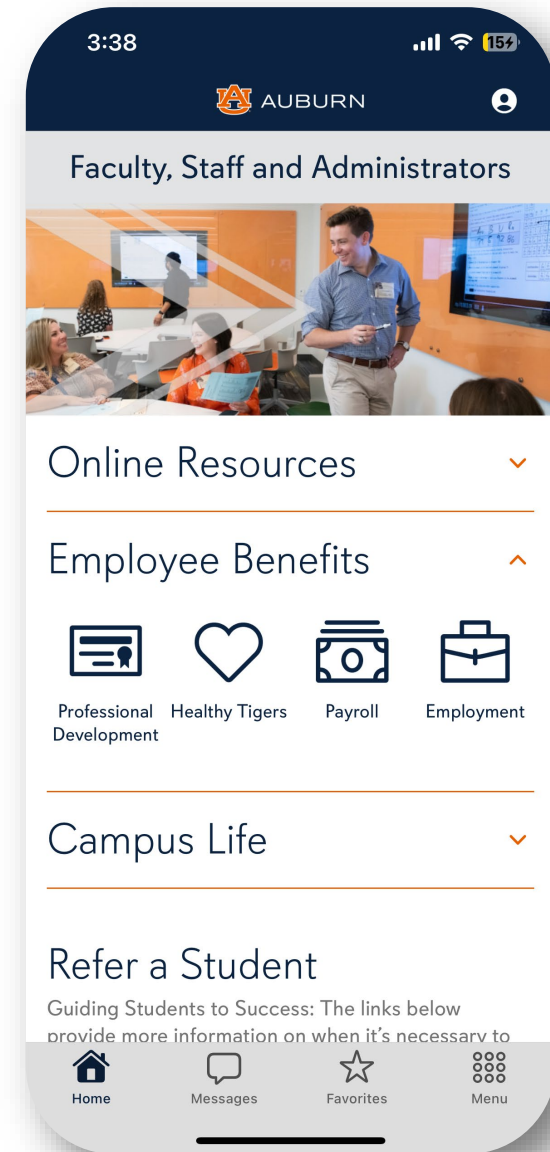 3:38
15
AUBURN
Faculty, Staff and Administrators
Online Resources
Employee Benefits
Professional Development
Healthy Tigers
Payroll
Employment
Campus Life
Refer a Student
Guiding Students to Success: The links below
provide more information on when it's necessary to
Home
Messages
Favorites
Menu